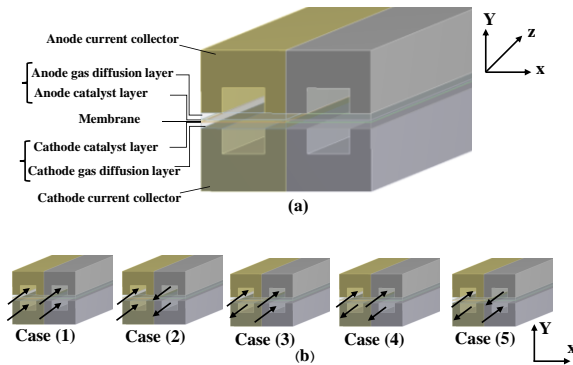 Anode current collector
Anode gas diffusion layer
Anode catalyst layer
Membrane
Cathode catalyst layer
Cathode gas diffusion layer
Cathode current collector
Y
z
x
(a)
Case (1)
Case (2)
Case (3)
Case (4)
Case (5)
(b)
Y
x